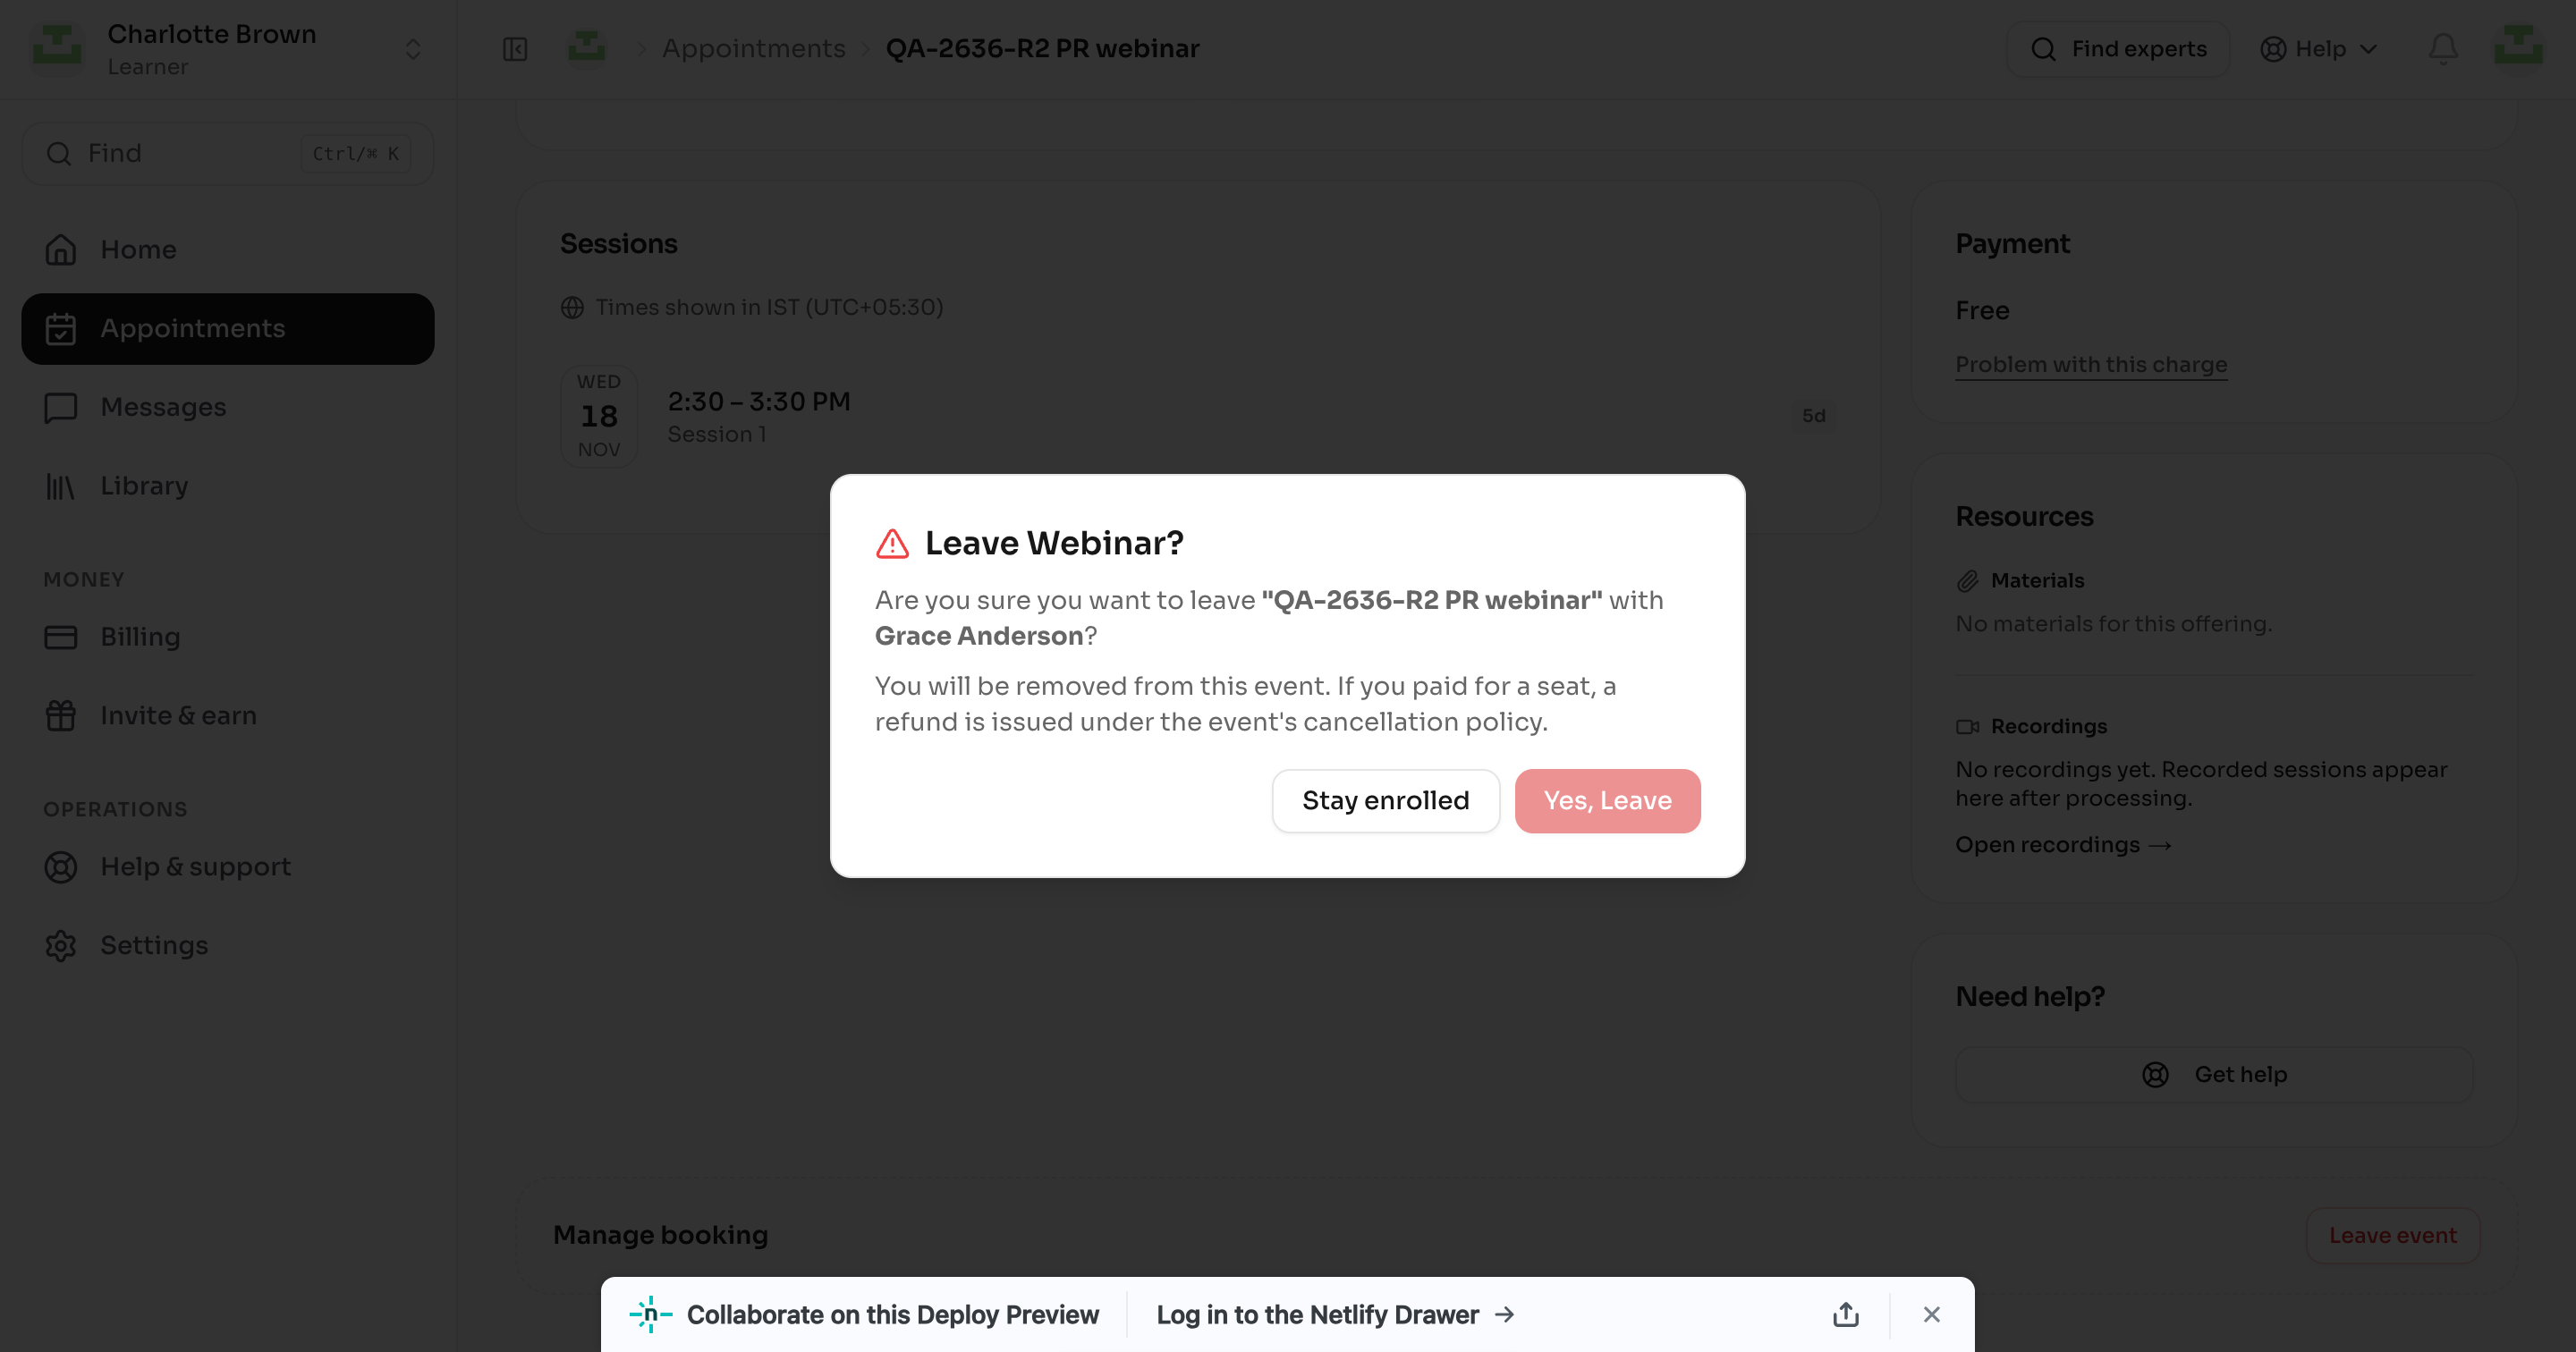 Charlotte Brown
Learner
Find
Ctrl/⌘ K
Home
Appointments
Messages
Library
MONEY
Billing
Invite & earn
OPERATIONS
Help & support
Settings
Appointments
QA-2636-R2 PR webinar
Find experts
Help
Sessions
Times shown in IST (UTC+05:30)
WED
18
NOV
2:30 – 3:30 PM
Session 1
5d
Payment
Free
Problem with this charge
Resources
Materials
No materials for this offering.
Recordings
No recordings yet. Recorded sessions appear
here after processing.
Open recordings →
Need help?
Get help
Leave Webinar?
Are you sure you want to leave "QA-2636-R2 PR webinar" with
Grace Anderson?
You will be removed from this event. If you paid for a seat, a
refund is issued under the event's cancellation policy.
Stay enrolled
Yes, Leave
Manage booking
Leave event
Collaborate on this Deploy Preview
Log in to the Netlify Drawer →